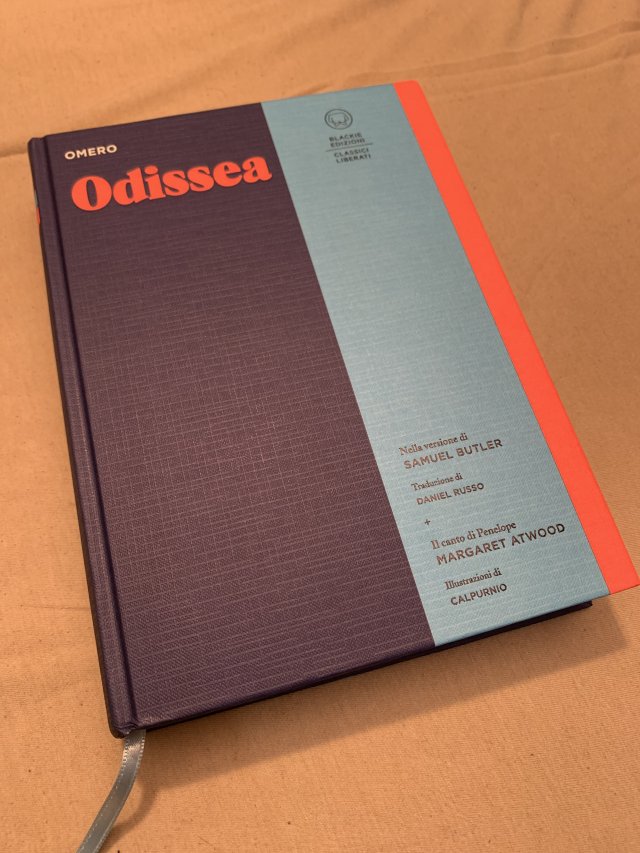 OMERO
Odissea
BLACKIE
EDIZIONI
CLASSICI
LIBERATI
Nella versione di
SAMUEL BUTLER
Traduzione di
DANIEL RUSSO
+
Il canto di Penelope
MARGARET ATWOOD
Illustrazioni di
CALPURNIO